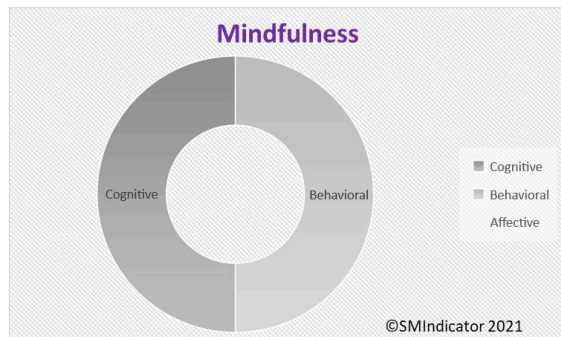 Mindfulness
Cognitive
Behavioral
Cognitive
Behavioral
Affective
©SMIndicator 2021